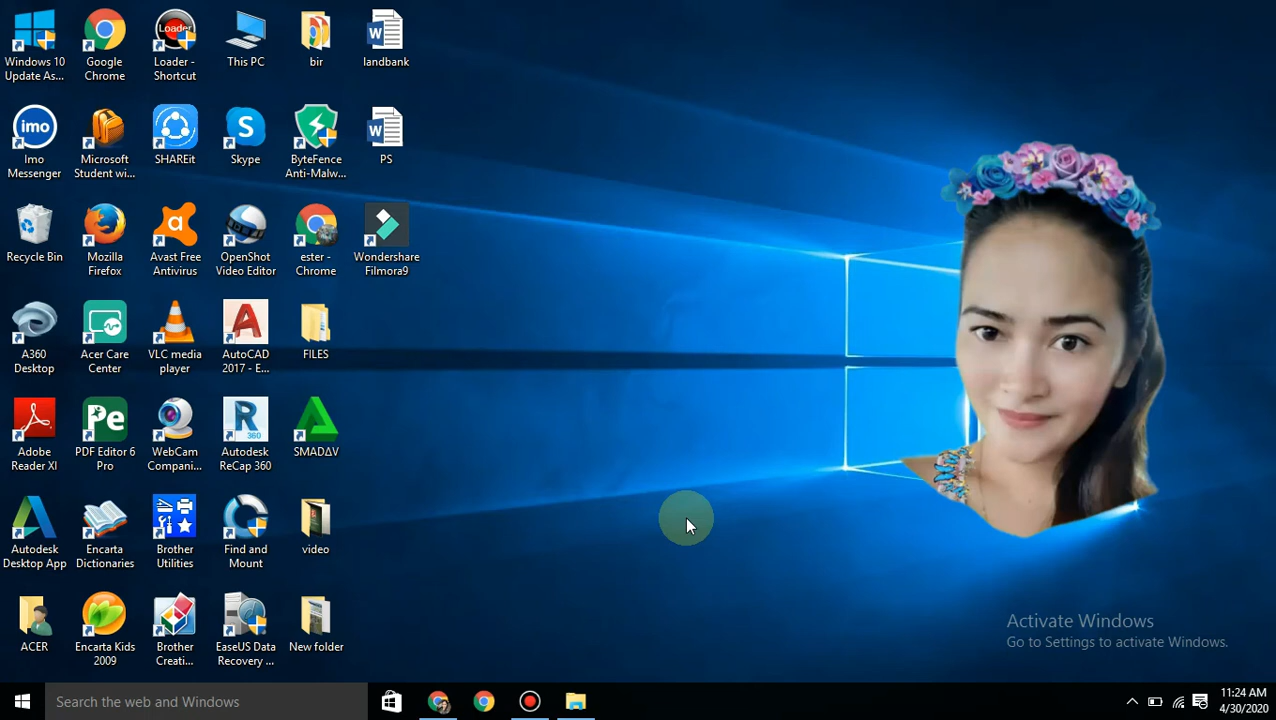 Windows 10
Update As...
Google
Chrome
Loader
Loader -
Shortcut
This PC
bir
landbank
imo
Imo
Messenger
Microsoft
Student wi...
SHAREit
Skype
ByteFence
Anti-Malw...
PS
Recycle Bin
Mozilla
Firefox
Avast Free
Antivirus
OpenShot
Video Editor
ester -
Chrome
Wondershare
Filmora9
A360
Desktop
Acer Care
Center
VLC media
player
AutoCAD
2017 - E...
FILES
Adobe
Reader XI
Pe
PDF Editor 6
Pro
WebCam
Compani...
R
360
Autodesk
ReCap 360
SMADΔV
Autodesk
Desktop App
Encarta
Dictionaries
Brother
Utilities
Find and
Mount
video
ACER
Encarta Kids
2009
Brother
Creati...
EaseUS Data
Recovery ...
New folder
Activate Windows
Go to Settings to activate Windows.
Search the web and Windows
11:24 AM
4/30/2020